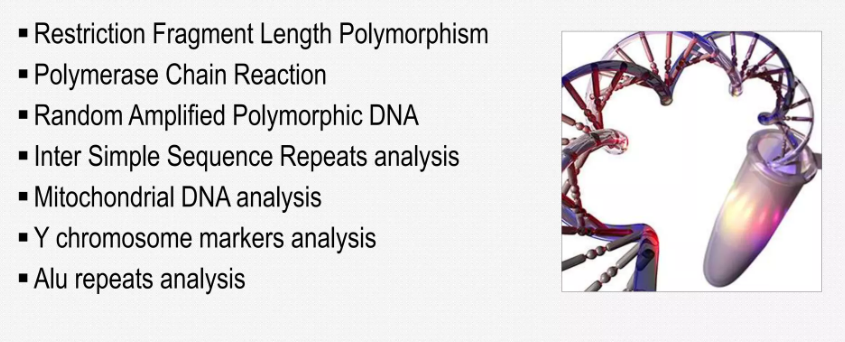 ▪ Restriction Fragment Length Polymorphism
▪ Polymerase Chain Reaction
▪ Random Amplified Polymorphic DNA
▪ Inter Simple Sequence Repeats analysis
▪ Mitochondrial DNA analysis
▪ Y chromosome markers analysis
▪ Alu repeats analysis